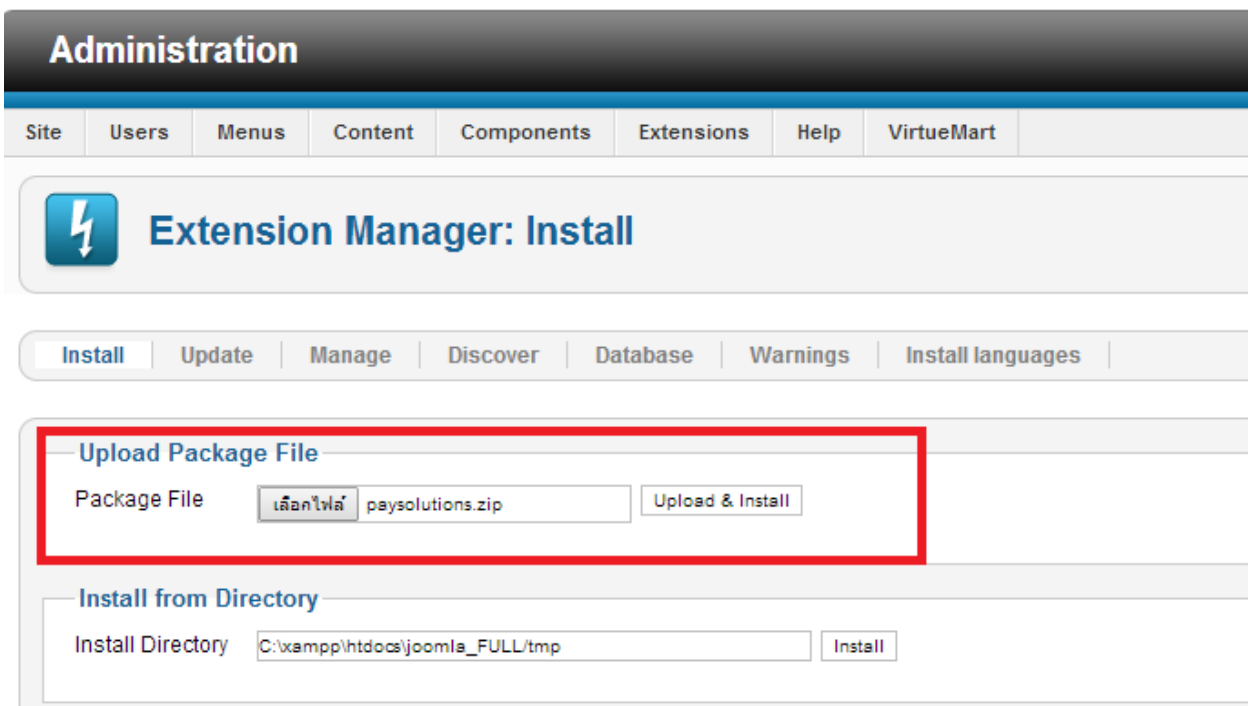 Administration
Site Users Menus Content Components Extensions Help VirtueMart
Extension Manager: Install
Install Update Manage Discover Database Warnings Install languages
Upload Package File
Package File เลือกไฟล์ paysolutions.zip Upload & Install
Install from Directory
Install Directory C:\xampp\htdocs\joomla_FULL/tmp Install